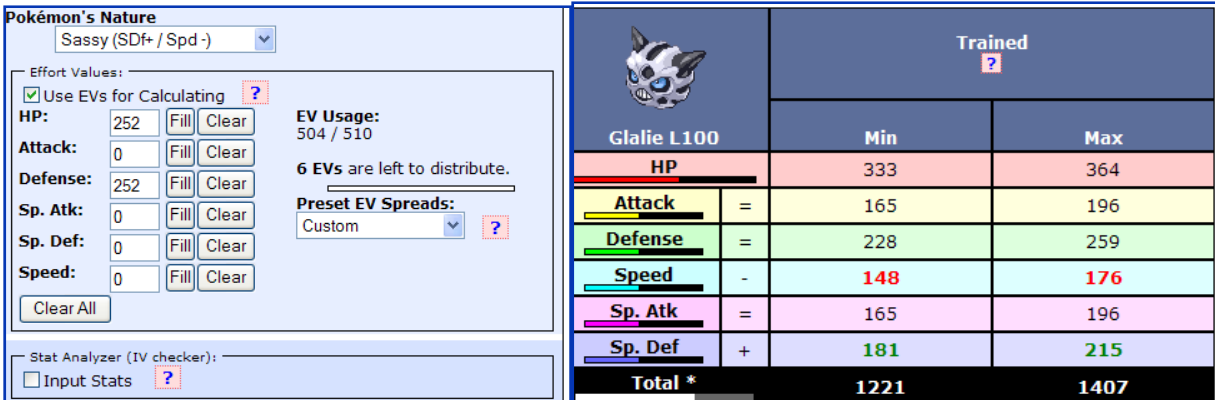 Pokémon's Nature
Sassy (SDf+ / Spd -)
Effort Values:
Use EVs for Calculating ?
HP: 252 Fill Clear
Attack: 0 Fill Clear
Defense: 252 Fill Clear
Sp. Atk: 0 Fill Clear
Sp. Def: 0 Fill Clear
Speed: 0 Fill Clear
Clear All
EV Usage:
504 / 510
6 EVs are left to distribute.
Preset EV Spreads:
Custom ?
Stat Analyzer (IV checker):
Input Stats ?
Trained
?
Glalie L100 Min Max
HP 333 364
Attack = 165 196
Defense = 228 259
Speed - 148 176
Sp. Atk = 165 196
Sp. Def + 181 215
Total * 1221 1407